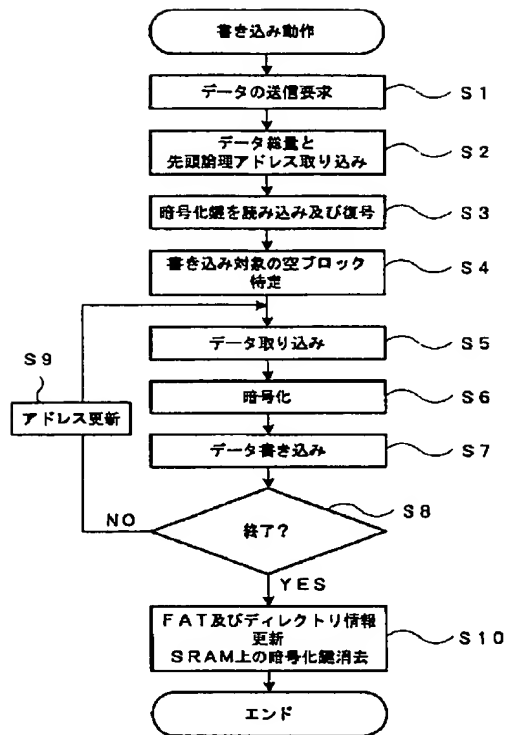 書き込み動作
データの送信要求
S1
データ総量と
先頭論理アドレス取り込み
S2
暗号化鍵を読み込み及び復号
S3
書き込み対象の空ブロック
特定
S4
S9
データ取り込み
S5
アドレス更新
暗号化
S6
データ書き込み
S7
NO
終了?
S8
YES
FAT及びディレクトリ情報
更新
SRAM上の暗号化鍵消去
S10
エンド